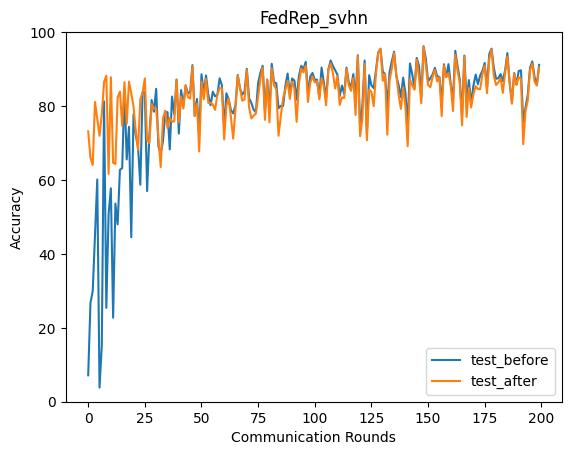 FedRep_svhn
Accuracy
100
80
60
40
20
0
0 25 50 75 100 125 150 175 200
Communication Rounds
test_before
test_after